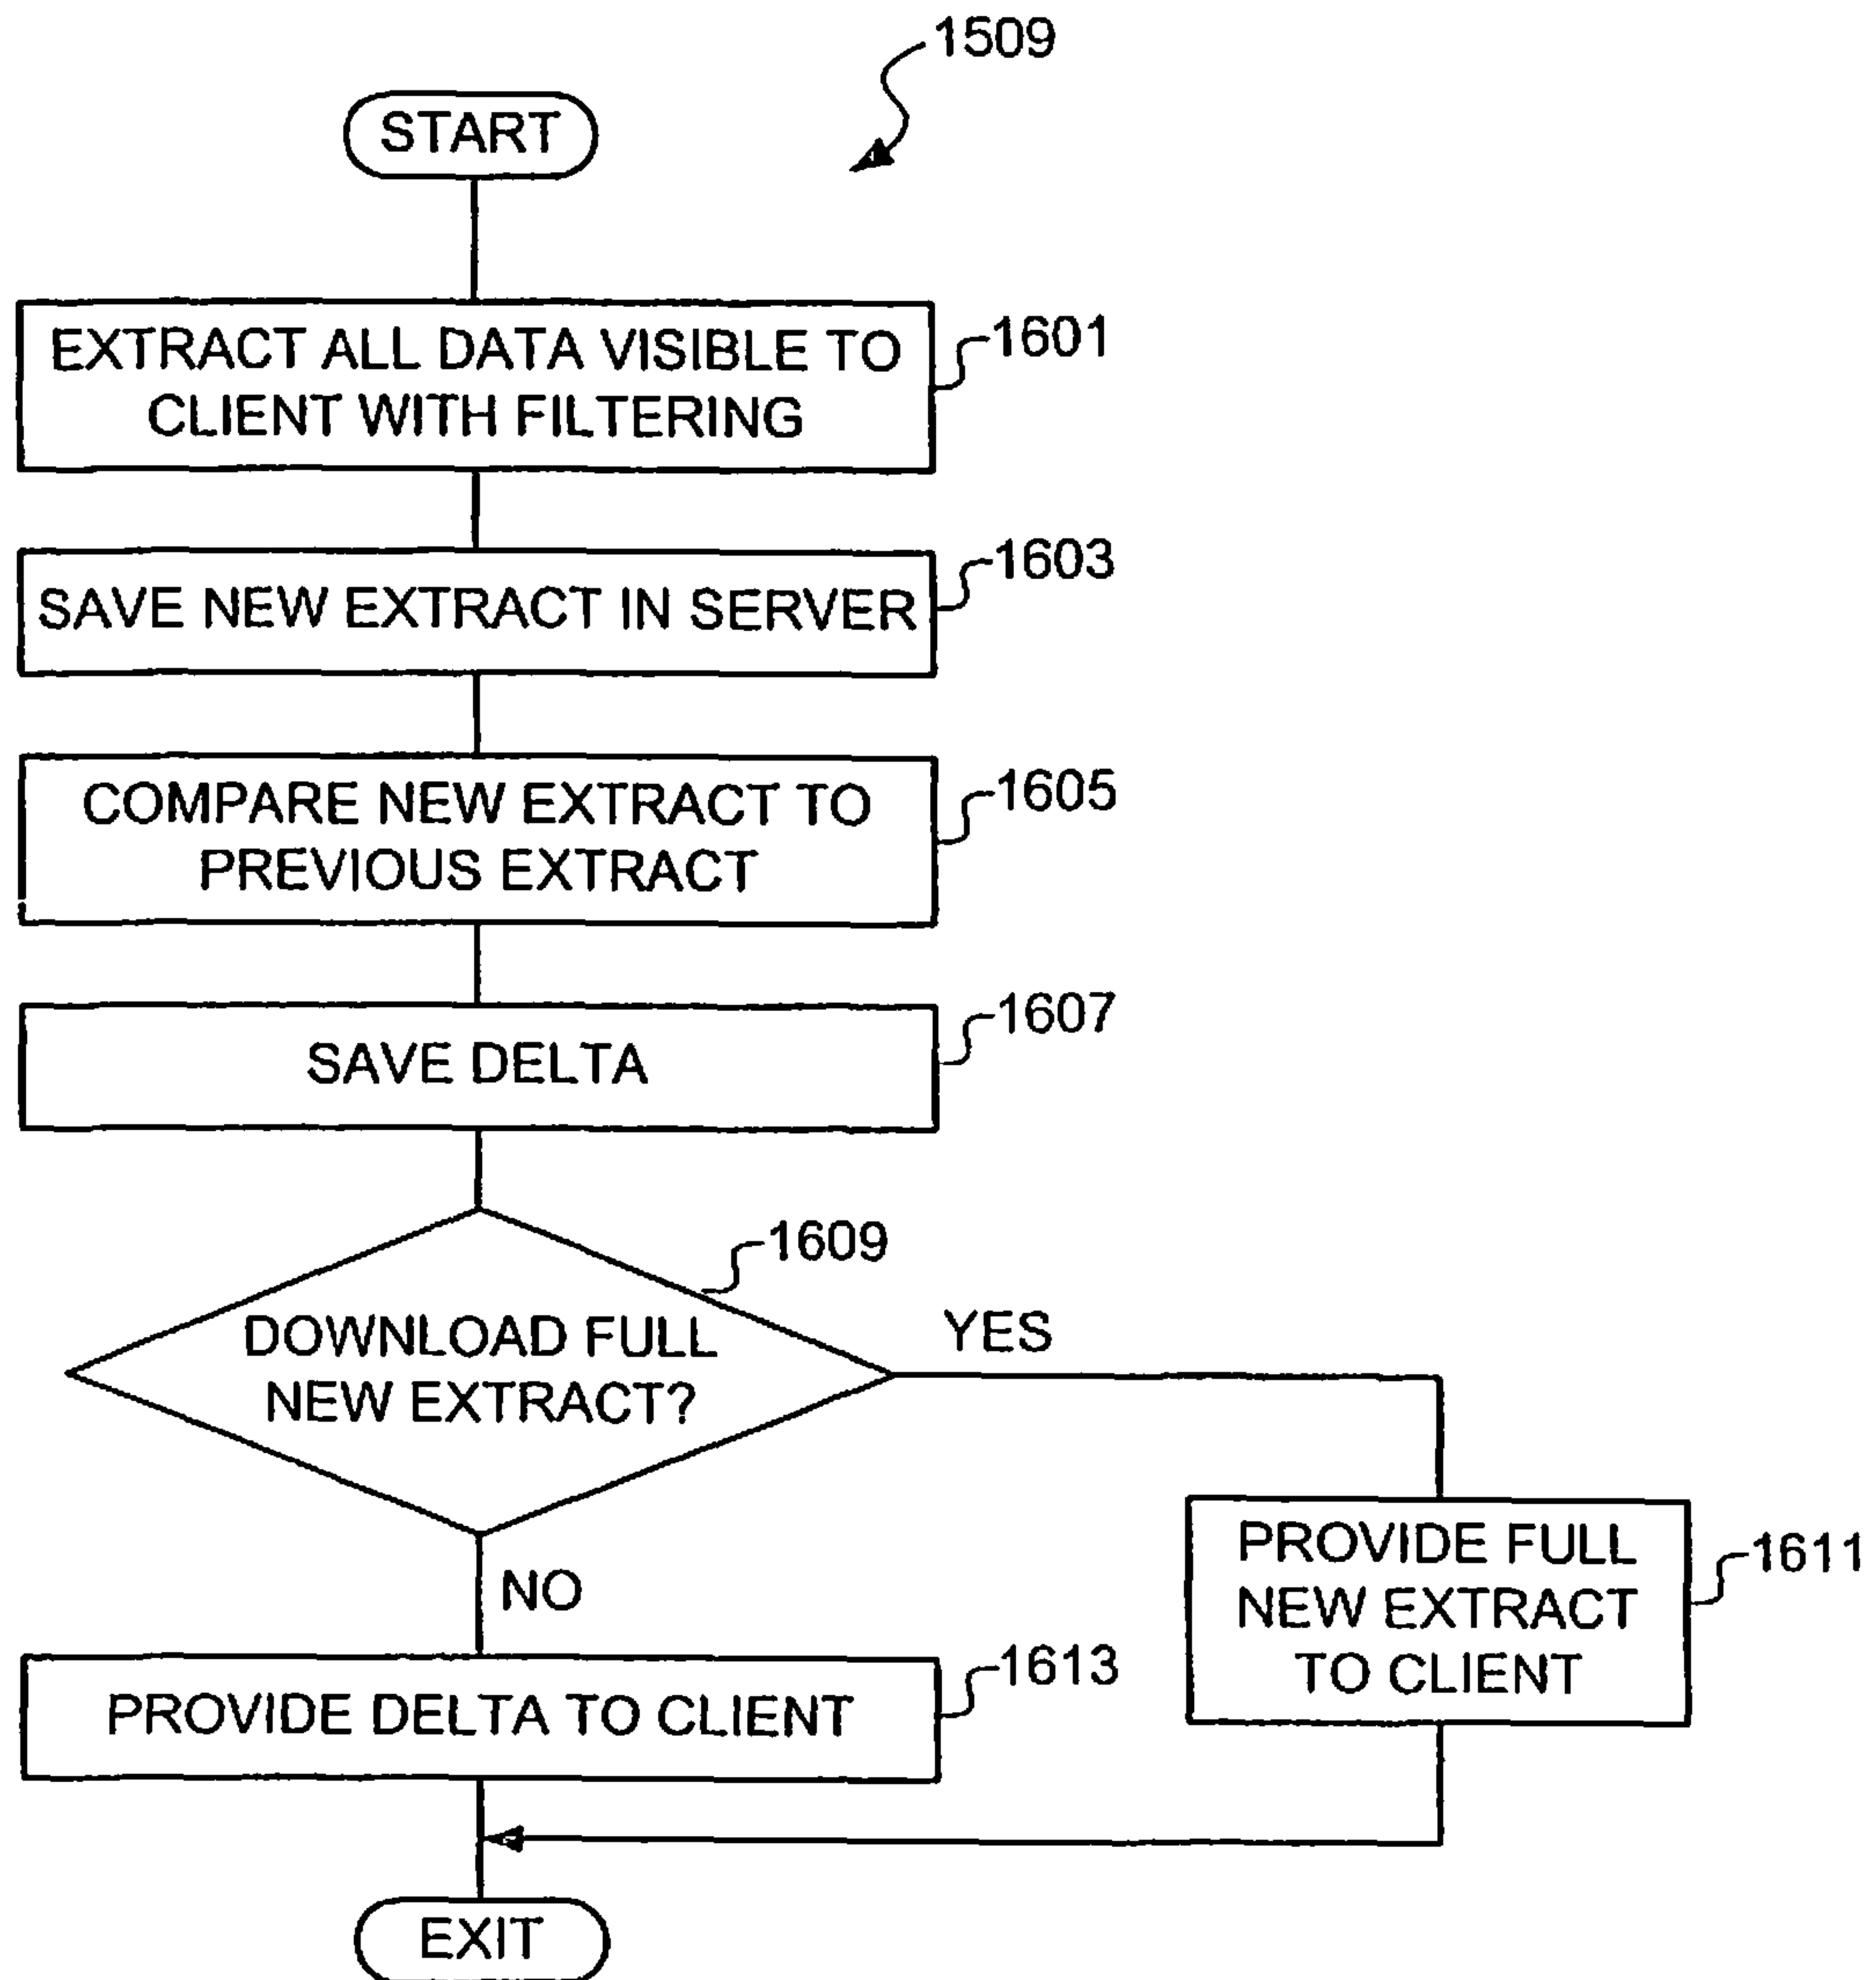 1509
START
EXTRACT ALL DATA VISIBLE TO
CLIENT WITH FILTERING
1601
SAVE NEW EXTRACT IN SERVER
1603
COMPARE NEW EXTRACT TO
PREVIOUS EXTRACT
1605
SAVE DELTA
1607
1609
DOWNLOAD FULL
NEW EXTRACT?
YES
NO
PROVIDE FULL
NEW EXTRACT
TO CLIENT
1611
PROVIDE DELTA TO CLIENT
1613
EXIT